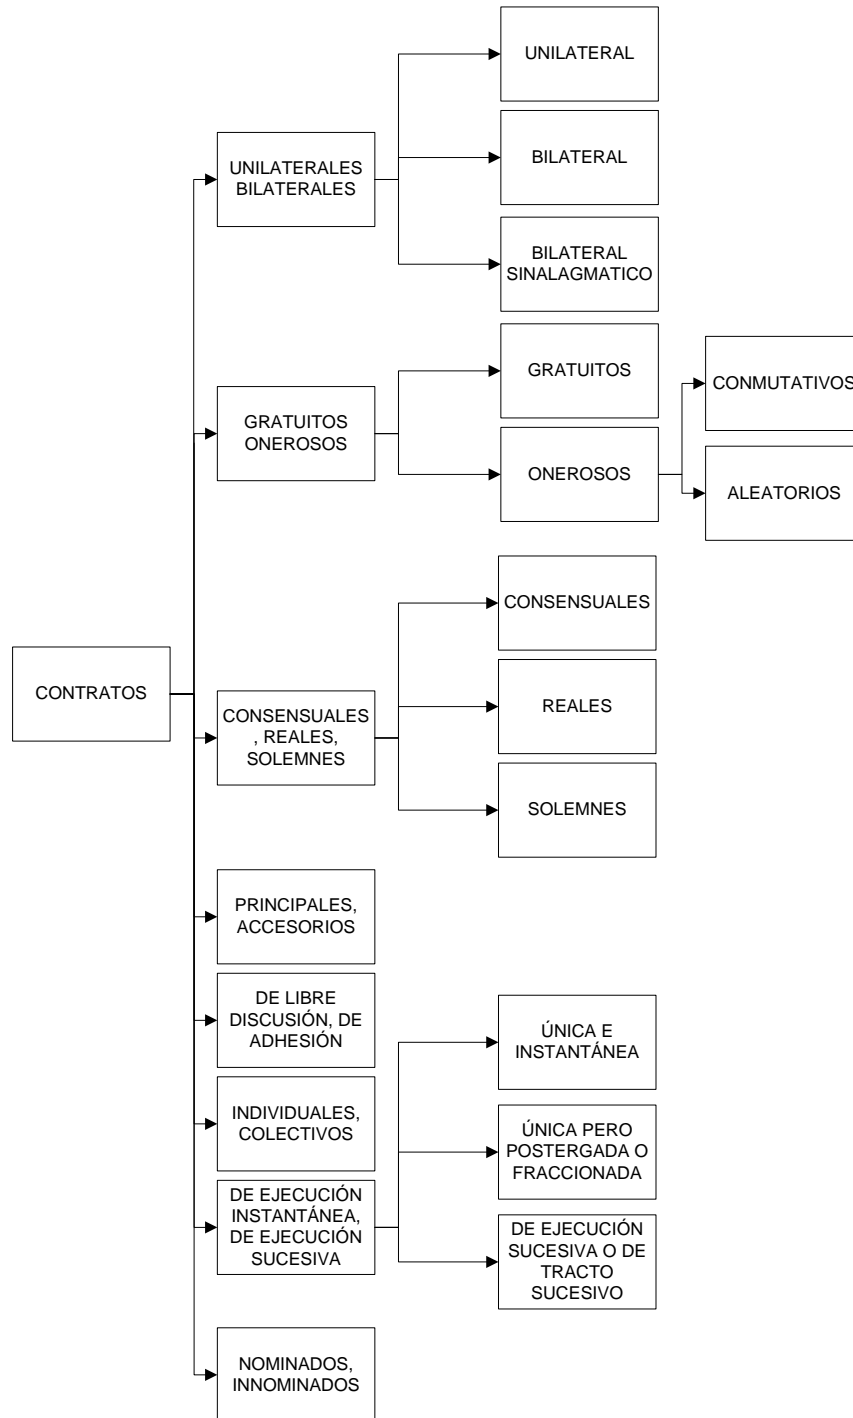 CONTRATOS
UNILATERALES
BILATERALES
UNILATERAL
BILATERAL
BILATERAL
SINALAGMATICO
GRATUITOS
ONEROSOS
GRATUITOS
ONEROSOS
CONMUTATIVOS
ALEATORIOS
CONSENSUALES
, REALES,
SOLEMNES
CONSENSUALES
REALES
SOLEMNES
PRINCIPALES,
ACCESORIOS
DE LIBRE
DISCUSIÓN, DE
ADHESIÓN
INDIVIDUALES,
COLECTIVOS
DE EJECUCIÓN
INSTANTÁNEA,
DE EJECUCIÓN
SUCESIVA
ÚNICA E
INSTANTÁNEA
ÚNICA PERO
POSTERGADA O
FRACCIONADA
DE EJECUCIÓN
SUCESIVA O DE
TRACTO
SUCESIVO
NOMINADOS,
INNOMINADOS